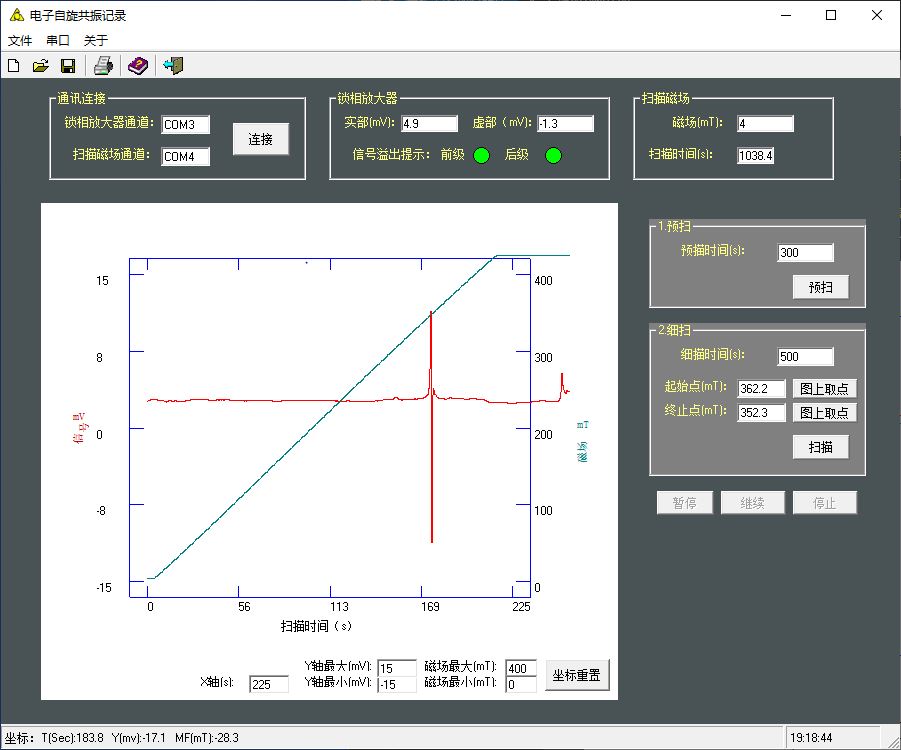 电子自旋共振记录
文件 串口 关于
通讯连接
锁相放大器通道: COM3
扫描磁场通道: COM4
连接
锁相放大器
实部(mV): 4.9 虚部（mV): -1.3
信号溢出提示: 前级 后级
扫描磁场
磁场(mT): 4
扫描时间(s): 1038.4
1.预扫
预描时间(s): 300
预扫
2.细扫
细描时间(s): 500
起始点(mT): 362.2 图上取点
终止点(mT): 352.3 图上取点
扫描
暂停 继续 停止
15 400
8 300
0 200
-8 100
-15 0
信号 mV
磁场 mT
0 56 113 169 225
扫描时间（s）
X轴(s): 225
Y轴最大(mV): 15 磁场最大(mT): 400
Y轴最小(mV): -15 磁场最小(mT): 0
坐标重置
坐标: T(Sec):183.8 Y(mv):-17.1 MF(mT):-28.3
19:18:44